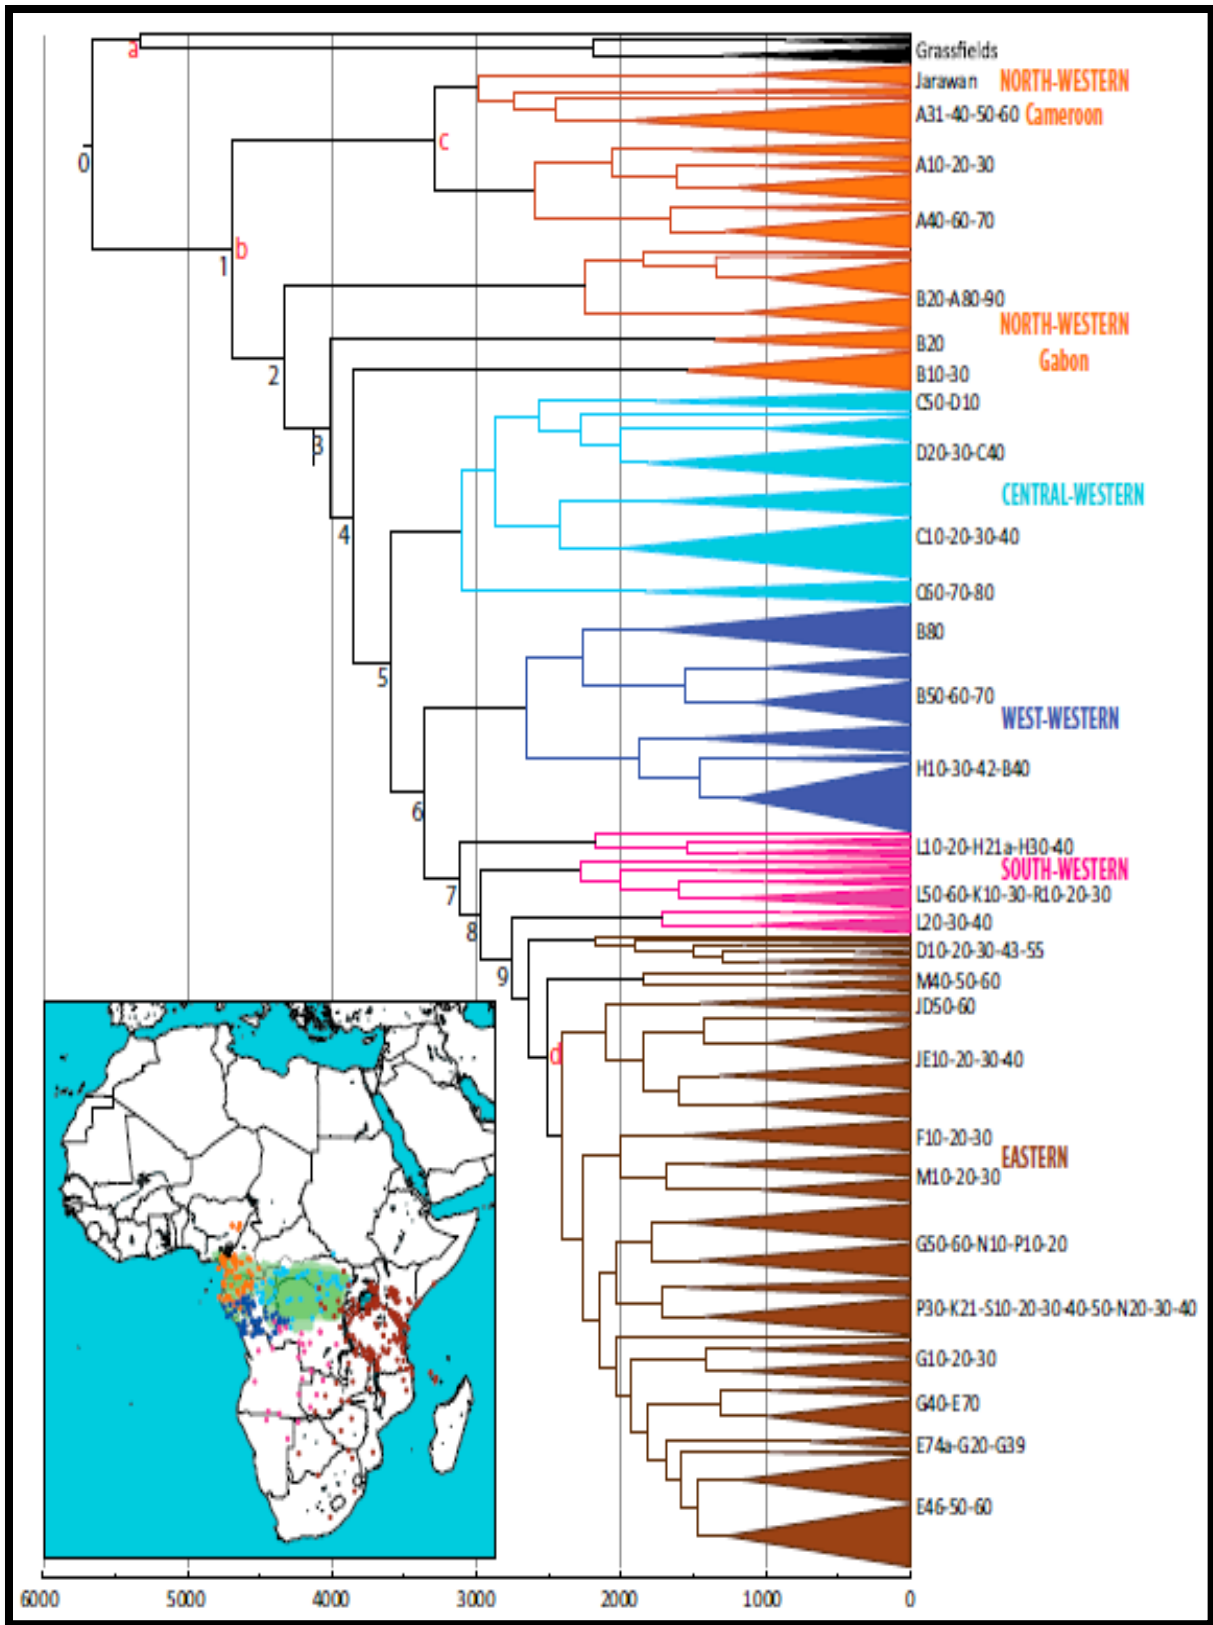 a
Grassfields
Jarawan NORTH-WESTERN
A31-40-50-60 Cameroon
c
0
A10-20-30
A40-60-70
b
1
B20-A80-90
NORTH-WESTERN
B20
Gabon
2
B10-30
C50-D10
3
D20-30-C40
CENTRAL-WESTERN
4
C10-20-30-40
C60-70-80
B80
5
B50-60-70
WEST-WESTERN
H10-30-42-B40
6
L10-20-H21a-H30-40
SOUTH-WESTERN
7
L50-60-K10-30-R10-20-30
L20-30-40
8
D10-20-30-43-55
9
M40-50-60
JD50-60
d
JE10-20-30-40
F10-20-30
EASTERN
M10-20-30
G50-60-N10-P10-20
P30-K21-S10-20-30-40-50-N20-30-40
G10-20-30
G40-E70
E74a-G20-G39
E46-50-60
6000 5000 4000 3000 2000 1000 0